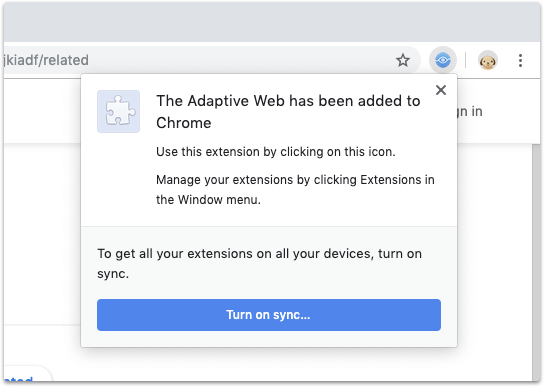 jkiadf/related
The Adaptive Web has been added to
Chrome
gn in
Use this extension by clicking on this icon.
Manage your extensions by clicking Extensions in
the Window menu.
To get all your extensions on all your devices, turn on
sync.
Turn on sync...